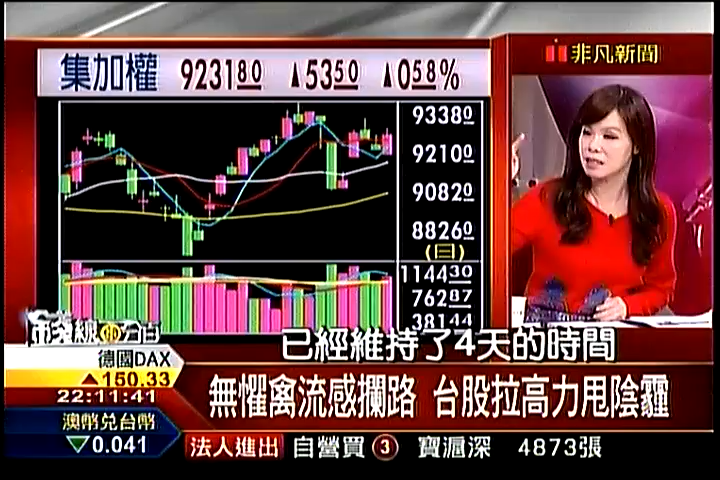 集加權 9231.80 ▲53.50 ▲0.58%
非凡新聞
9338.0
9210.0
9082.0
8826.0
(日)
1144.30
762.87
381.44
德國DAX
▲150.33
22:11:41
澳幣兌台幣
▽0.041
已經維持了4天的時間
無懼禽流感攔路 台股拉高力甩陰霾
法人進出 自營買 3 寶滬深 4873張